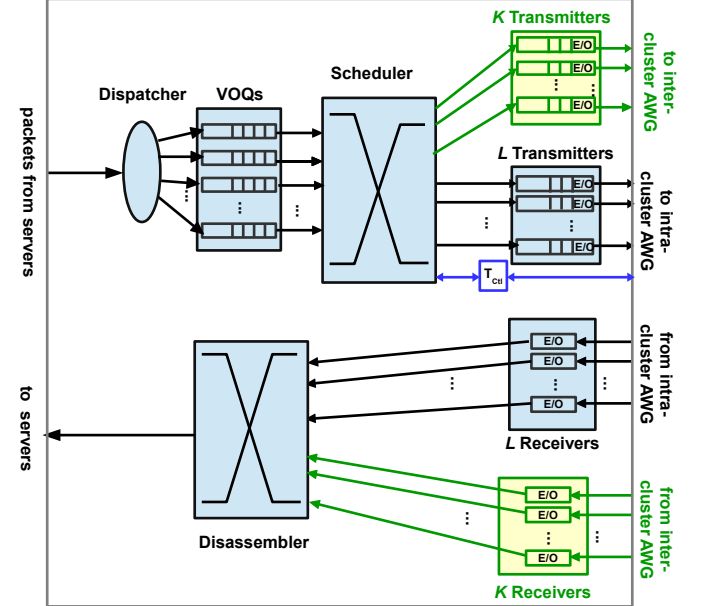 K Transmitters
E/O
E/O
E/O
to inter-
cluster AWG
Scheduler
Dispatcher
VOQs
packets from servers
L Transmitters
E/O
E/O
E/O
to intra-
cluster AWG
TCtl
E/O
E/O
E/O
from intra-
cluster AWG
L Receivers
to servers
Disassembler
E/O
E/O
E/O
from inter-
cluster AWG
K Receivers